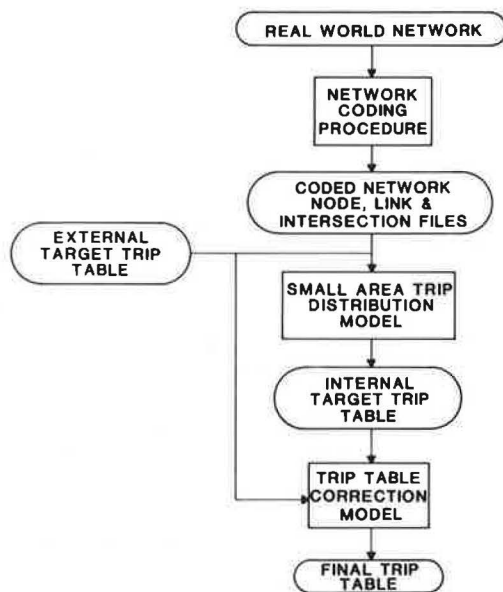 REAL WORLD NETWORK
NETWORK
CODING
PROCEDURE
CODED NETWORK
NODE, LINK &
INTERSECTION FILES
EXTERNAL
TARGET TRIP
TABLE
SMALL AREA TRIP
DISTRIBUTION
MODEL
INTERNAL
TARGET TRIP
TABLE
TRIP TABLE
CORRECTION
MODEL
FINAL TRIP
TABLE